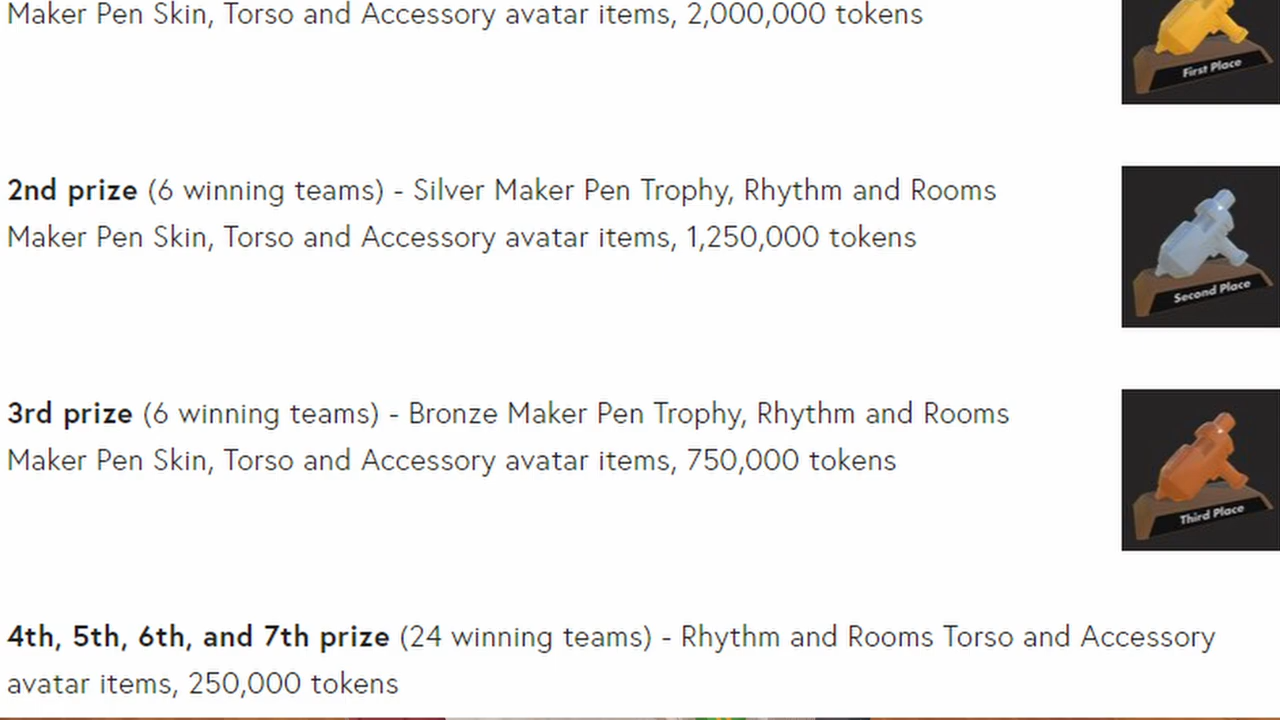 Maker Pen Skin, Torso and Accessory avatar items, 2,000,000 tokens
First Place
2nd prize (6 winning teams) - Silver Maker Pen Trophy, Rhythm and Rooms
Maker Pen Skin, Torso and Accessory avatar items, 1,250,000 tokens
Second Place
3rd prize (6 winning teams) - Bronze Maker Pen Trophy, Rhythm and Rooms
Maker Pen Skin, Torso and Accessory avatar items, 750,000 tokens
Third Place
4th, 5th, 6th, and 7th prize (24 winning teams) - Rhythm and Rooms Torso and Accessory
avatar items, 250,000 tokens